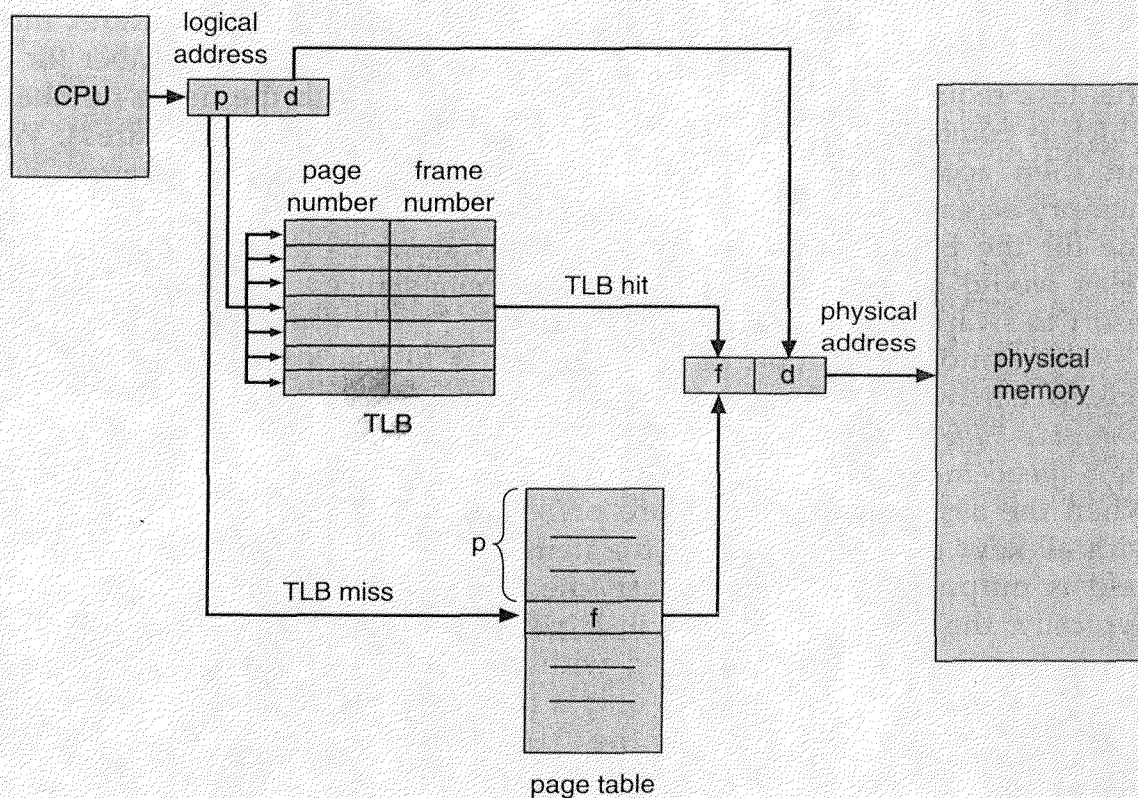 logical
address
CPU
p
d
page
number
frame
number
TLB hit
TLB
physical
address
f
d
physical
memory
p
TLB miss
f
page table